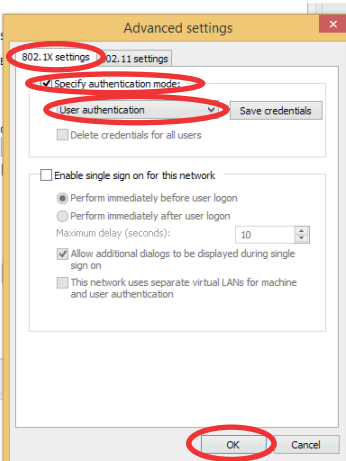 Advanced settings
802.1X settings 802.11 settings
Specify authentication mode:
User authentication Save credentials
Delete credentials for all users
Enable single sign on for this network
Perform immediately before user logon
Perform immediately after user logon
Maximum delay (seconds): 10
Allow additional dialogs to be displayed during single
sign on
This network uses separate virtual LANs for machine
and user authentication
OK Cancel